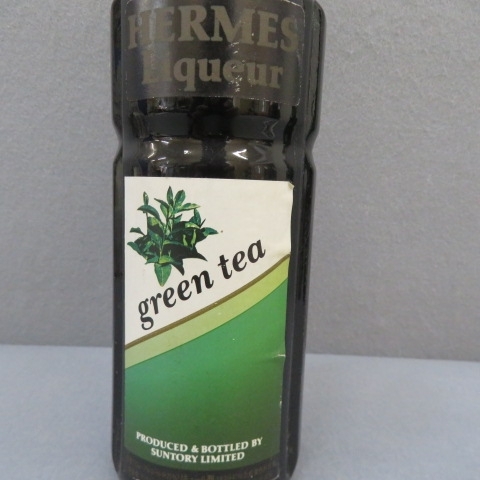 HERMES
Liqueur
green tea
PRODUCED & BOTTLED BY
SUNTORY LIMITED